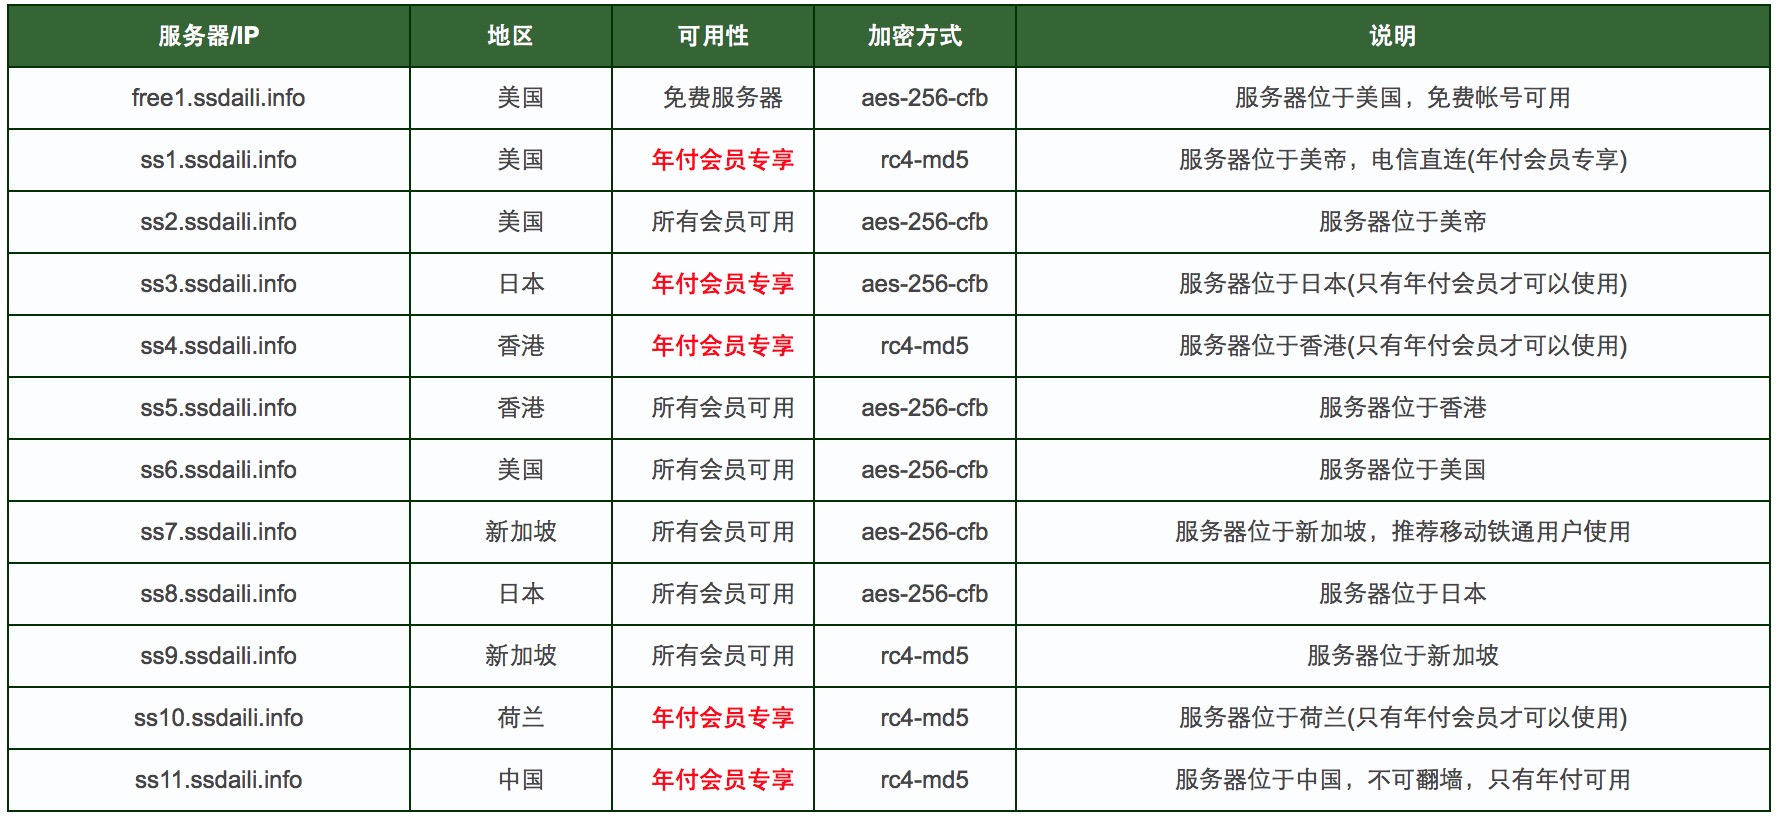 服务器/IP 地区 可用性 加密方式 说明
free1.ssdaili.info 美国 免费服务器 aes-256-cfb 服务器位于美国，免费帐号可用
ss1.ssdaili.info 美国 年付会员专享 rc4-md5 服务器位于美帝，电信直连(年付会员专享)
ss2.ssdaili.info 美国 所有会员可用 aes-256-cfb 服务器位于美帝
ss3.ssdaili.info 日本 年付会员专享 aes-256-cfb 服务器位于日本(只有年付会员才可以使用)
ss4.ssdaili.info 香港 年付会员专享 rc4-md5 服务器位于香港(只有年付会员才可以使用)
ss5.ssdaili.info 香港 所有会员可用 aes-256-cfb 服务器位于香港
ss6.ssdaili.info 美国 所有会员可用 aes-256-cfb 服务器位于美国
ss7.ssdaili.info 新加坡 所有会员可用 aes-256-cfb 服务器位于新加坡，推荐移动铁通用户使用
ss8.ssdaili.info 日本 所有会员可用 aes-256-cfb 服务器位于日本
ss9.ssdaili.info 新加坡 所有会员可用 rc4-md5 服务器位于新加坡
ss10.ssdaili.info 荷兰 年付会员专享 rc4-md5 服务器位于荷兰(只有年付会员才可以使用)
ss11.ssdaili.info 中国 年付会员专享 rc4-md5 服务器位于中国，不可翻墙，只有年付可用